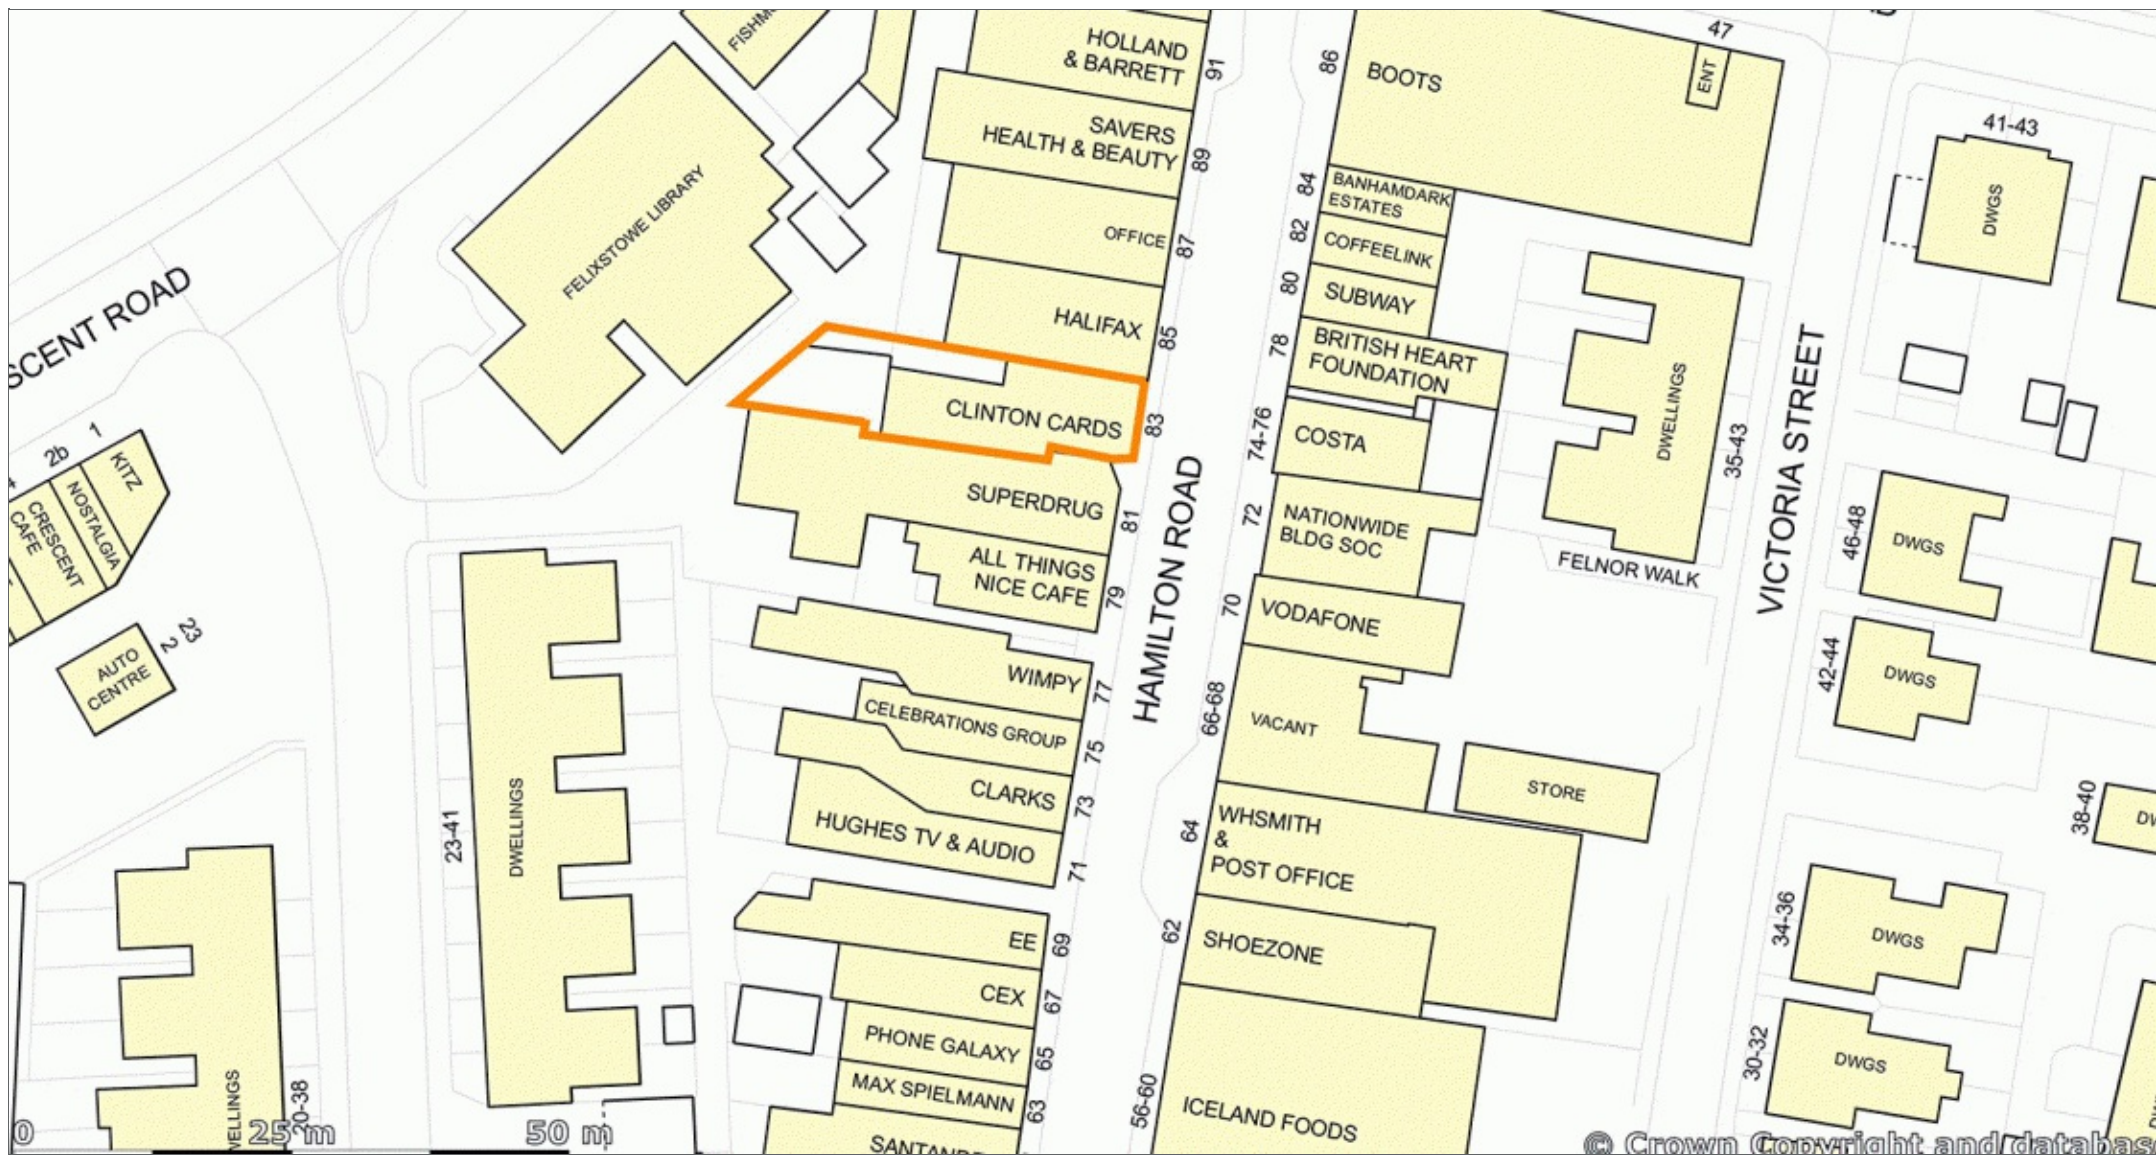 FISHM
HOLLAND
& BARRETT
91
SAVERS
HEALTH & BEAUTY
89
OFFICE
87
HALIFAX
85
CLINTON CARDS
83
SUPERDRUG
81
ALL THINGS
NICE CAFE
79
WIMPY
77
CELEBRATIONS GROUP
75
CLARKS
73
HUGHES TV & AUDIO
71
EE
69
CEX
67
PHONE GALAXY
65
MAX SPIELMANN
63
SANTANDE
FELIXSTOWE LIBRARY
SCENT ROAD
1
2b
KITZ
NOSTALGIA
CRESCENT
CAFE
AUTO
CENTRE
2
23
23-41
DWELLINGS
20-38
WELLINGS
HAMILTON ROAD
86
BOOTS
47
ENT
84
BANHAMDARK
ESTATES
82
COFFEELINK
80
SUBWAY
78
BRITISH HEART
FOUNDATION
74-76
COSTA
72
NATIONWIDE
BLDG SOC
70
VODAFONE
66-68
VACANT
STORE
64
WHSMITH
&
POST OFFICE
62
SHOEZONE
56-60
ICELAND FOODS
DWELLINGS
35-43
FELNOR WALK
VICTORIA STREET
41-43
DWGS
46-48
DWGS
42-44
DWGS
38-40
DW
34-36
DWGS
30-32
DWGS
0
25 m
50 m
© Crown Copyright and database